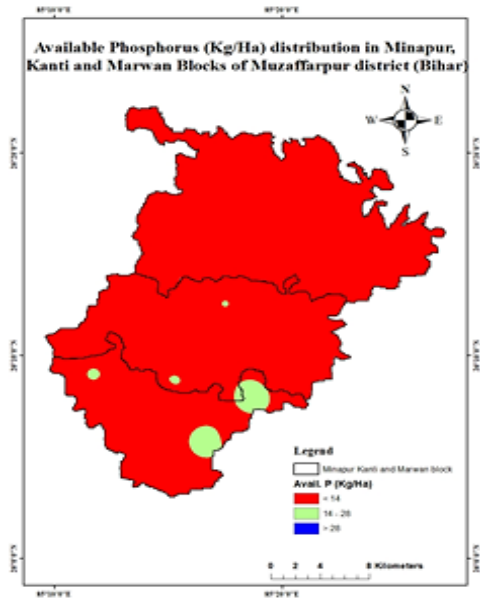 Available Phosphorus (Kg/Ha) distribution in Minapur,
Kanti and Marwan Blocks of Muzaffarpur district (Bihar)
N
W E
S
Legend
Minapur Kanti and Marwan block
Avail. P (Kg/Ha)
< 14
14 - 28
> 28
0 2 4 8 Kilometers